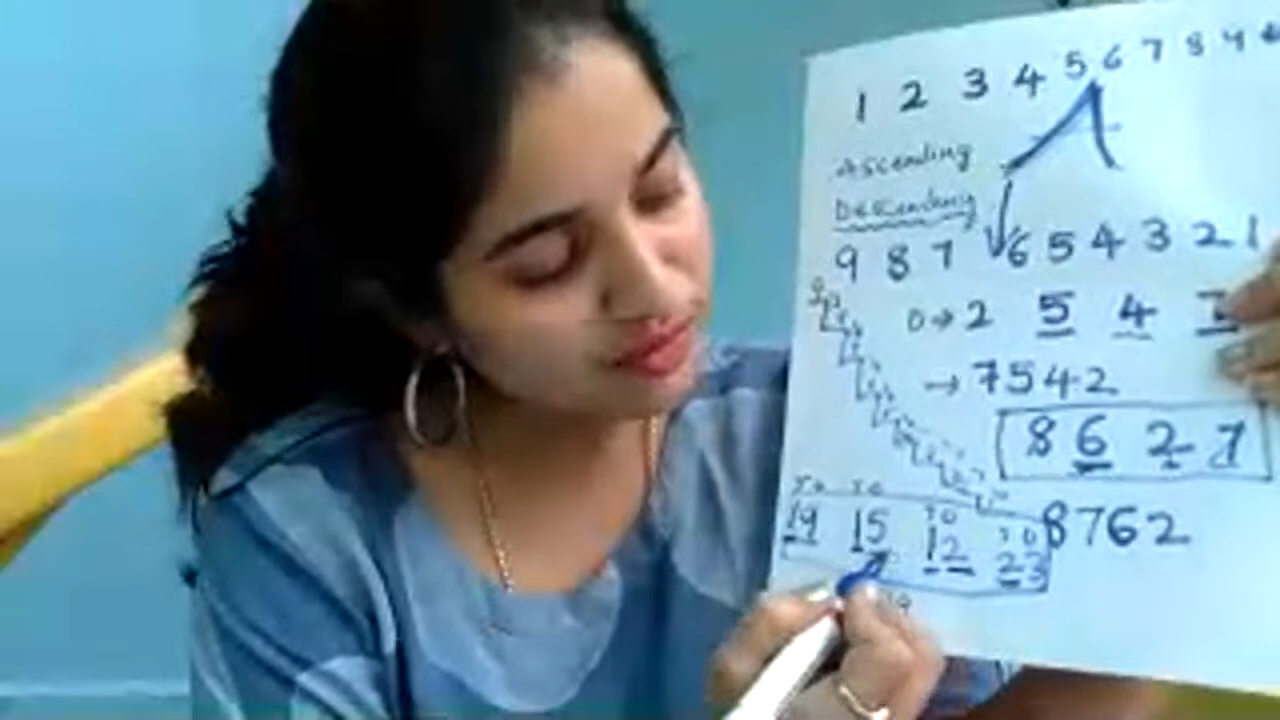 1 2 3 4 5 6 7 8 9
Ascending
Descending
9 8 7 6 5 4 3 2 1
→ 2 5 4 7
→ 7542
8 6 2 7
8762
19 15 12 23